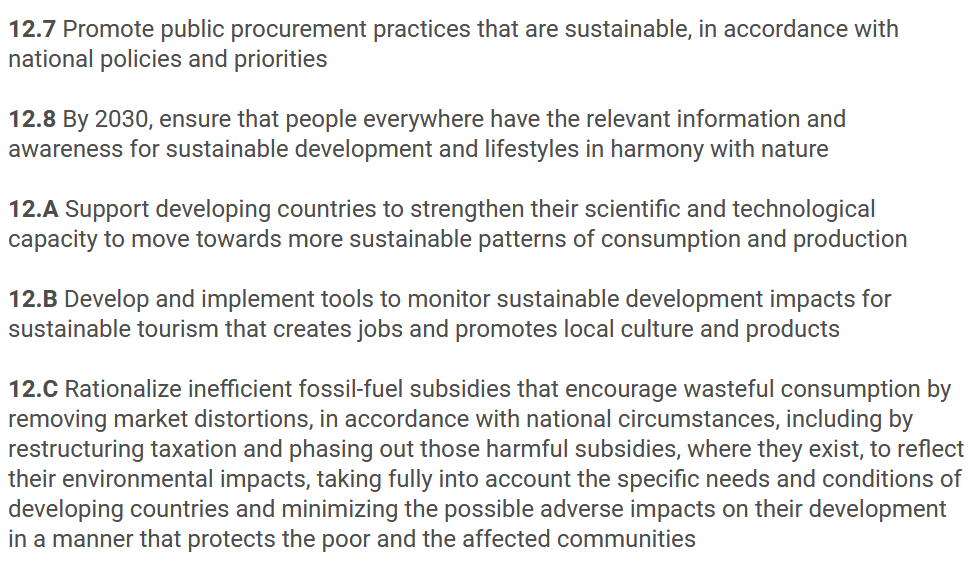 12.7 Promote public procurement practices that are sustainable, in accordance with
national policies and priorities
12.8 By 2030, ensure that people everywhere have the relevant information and
awareness for sustainable development and lifestyles in harmony with nature
12.A Support developing countries to strengthen their scientific and technological
capacity to move towards more sustainable patterns of consumption and production
12.B Develop and implement tools to monitor sustainable development impacts for
sustainable tourism that creates jobs and promotes local culture and products
12.C Rationalize inefficient fossil-fuel subsidies that encourage wasteful consumption by
removing market distortions, in accordance with national circumstances, including by
restructuring taxation and phasing out those harmful subsidies, where they exist, to reflect
their environmental impacts, taking fully into account the specific needs and conditions of
developing countries and minimizing the possible adverse impacts on their development
in a manner that protects the poor and the affected communities